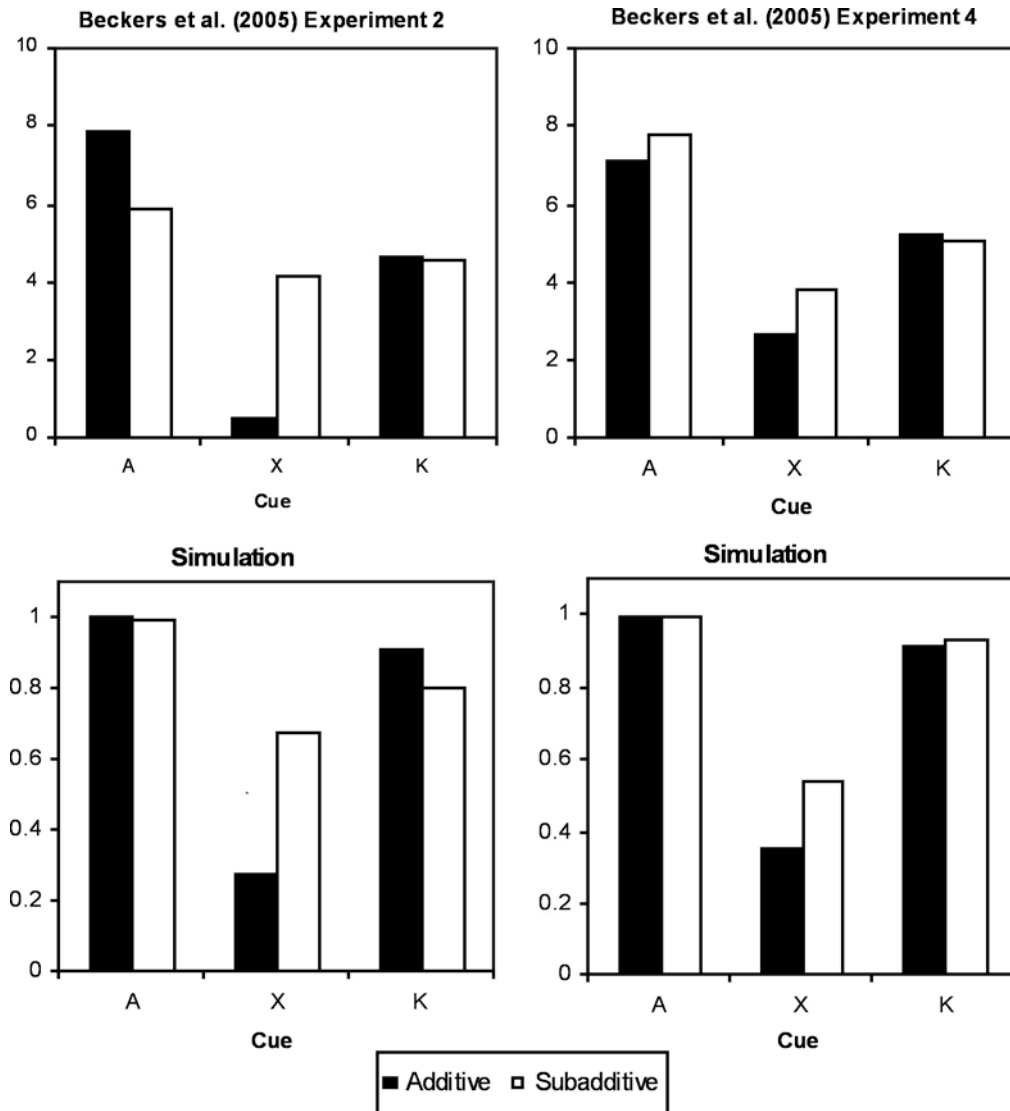 Beckers et al. (2005) Experiment 2
10
8
6
4
2
0
A X K
Cue
Beckers et al. (2005) Experiment 4
10
8
6
4
2
0
A X K
Cue
Simulation
1
0.8
0.6
0.4
0.2
0
A X K
Cue
Simulation
1
0.8
0.6
0.4
0.2
0
A X K
Cue
Additive Subadditive